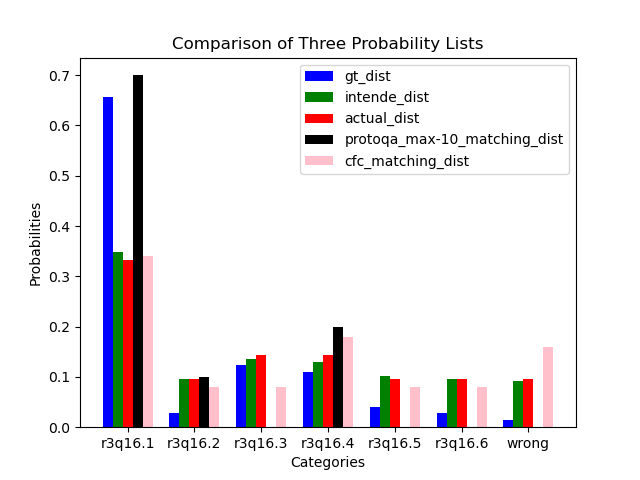 Comparison of Three Probability Lists
gt_dist
intende_dist
actual_dist
protoqa_max-10_matching_dist
cfc_matching_dist
Probabilities
0.7
0.6
0.5
0.4
0.3
0.2
0.1
0.0
r3q16.1 r3q16.2 r3q16.3 r3q16.4 r3q16.5 r3q16.6 wrong
Categories